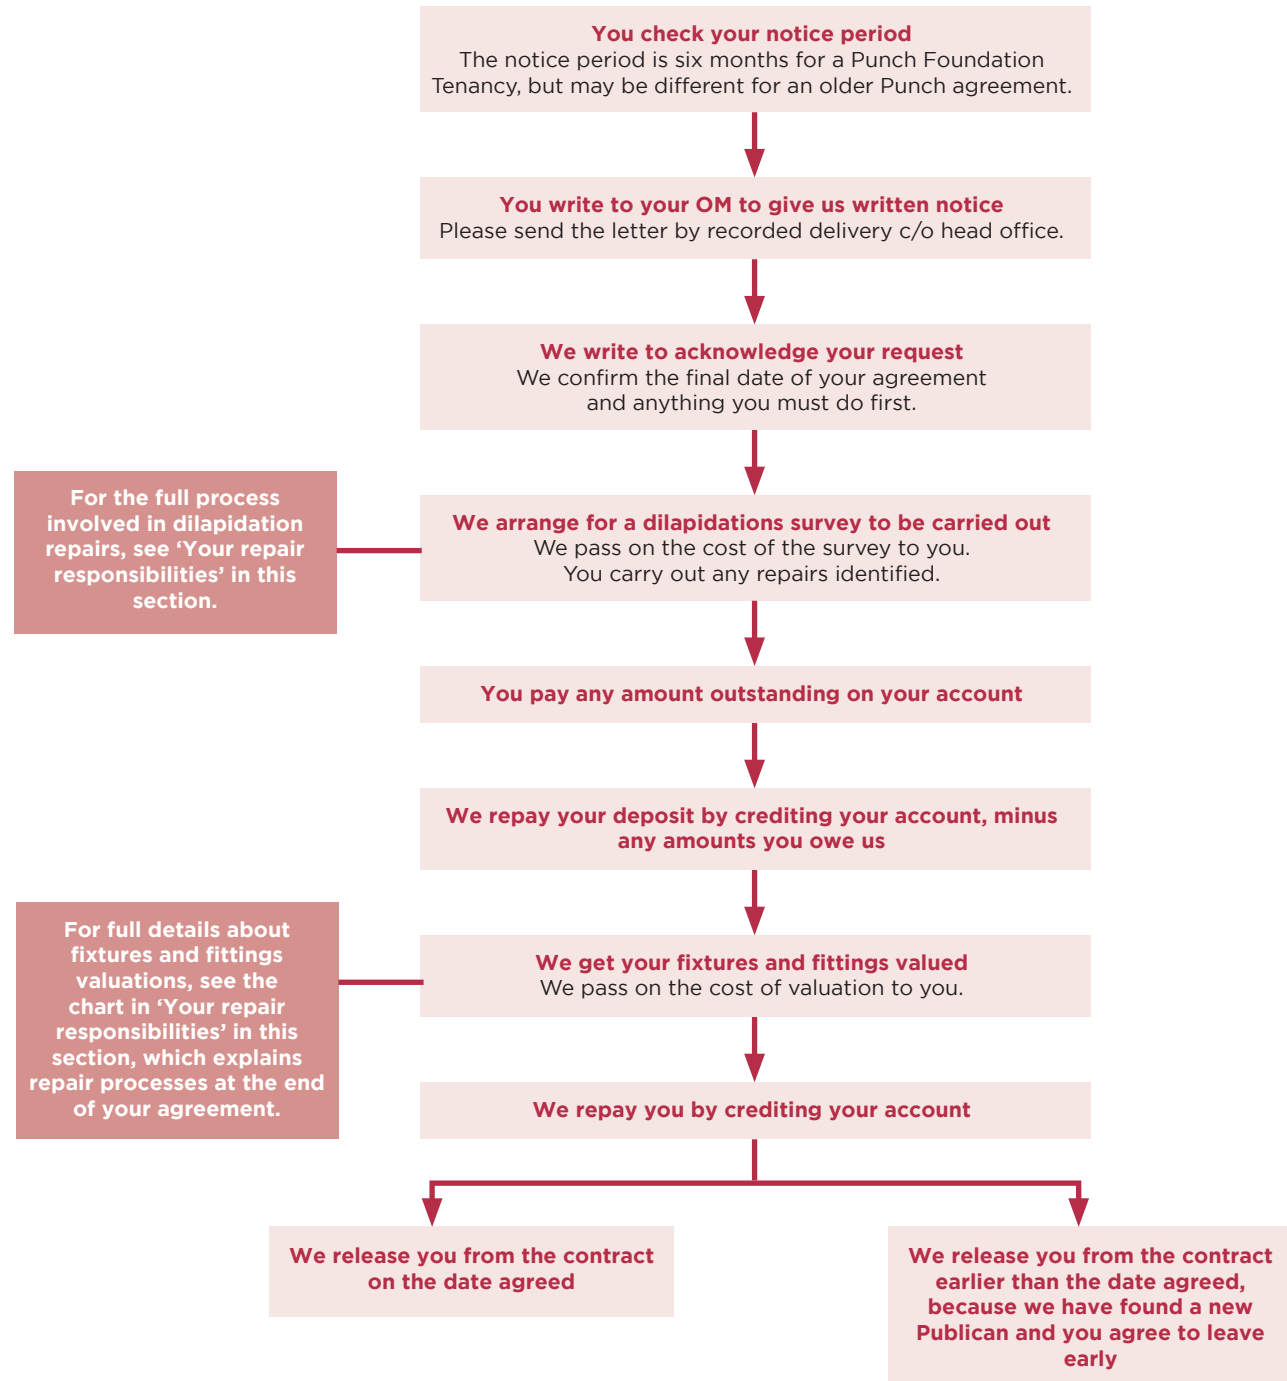 You check your notice period
The notice period is six months for a Punch Foundation
Tenancy, but may be different for an older Punch agreement.
You write to your OM to give us written notice
Please send the letter by recorded delivery c/o head office.
We write to acknowledge your request
We confirm the final date of your agreement
and anything you must do first.
For the full process
involved in dilapidation
repairs, see ‘Your repair
responsibilities’ in this
section.
We arrange for a dilapidations survey to be carried out
We pass on the cost of the survey to you.
You carry out any repairs identified.
You pay any amount outstanding on your account
We repay your deposit by crediting your account, minus
any amounts you owe us
For full details about
fixtures and fittings
valuations, see the
chart in ‘Your repair
responsibilities’ in this
section, which explains
repair processes at the end
of your agreement.
We get your fixtures and fittings valued
We pass on the cost of valuation to you.
We repay you by crediting your account
We release you from the contract
on the date agreed
We release you from the contract
earlier than the date agreed,
because we have found a new
Publican and you agree to leave
early